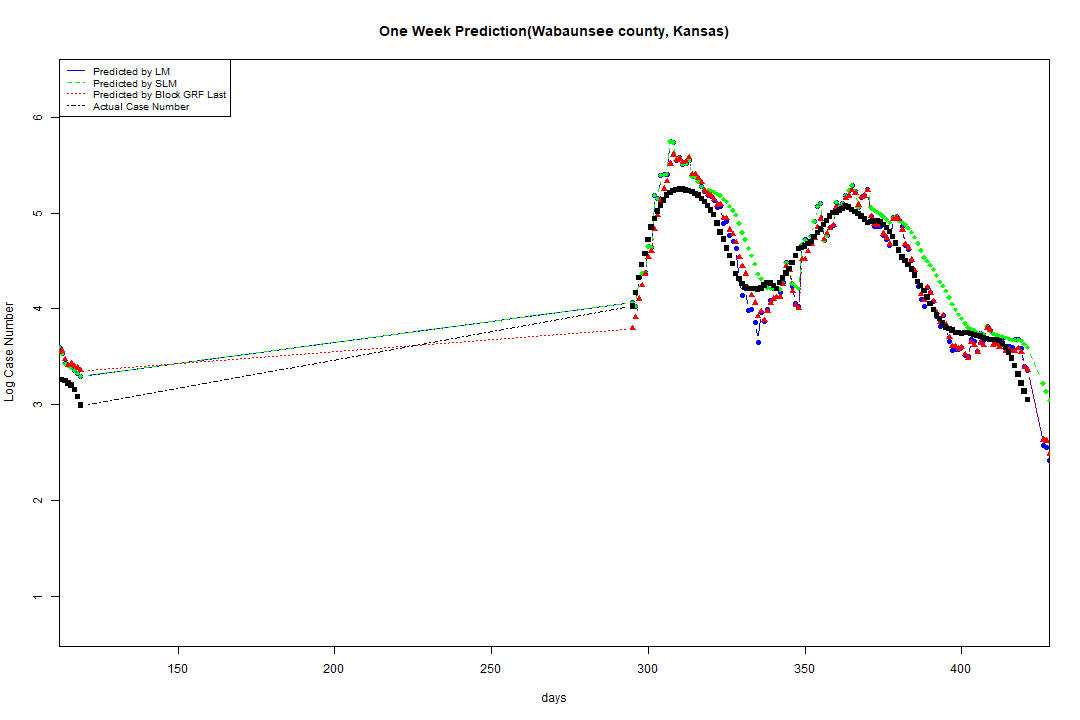 One Week Prediction(Wabaunsee county, Kansas)
Predicted by LM
Predicted by SLM
Predicted by Block GRF Last
Actual Case Number
Log Case Number
6
5
4
3
2
1
150
200
250
300
350
400
days